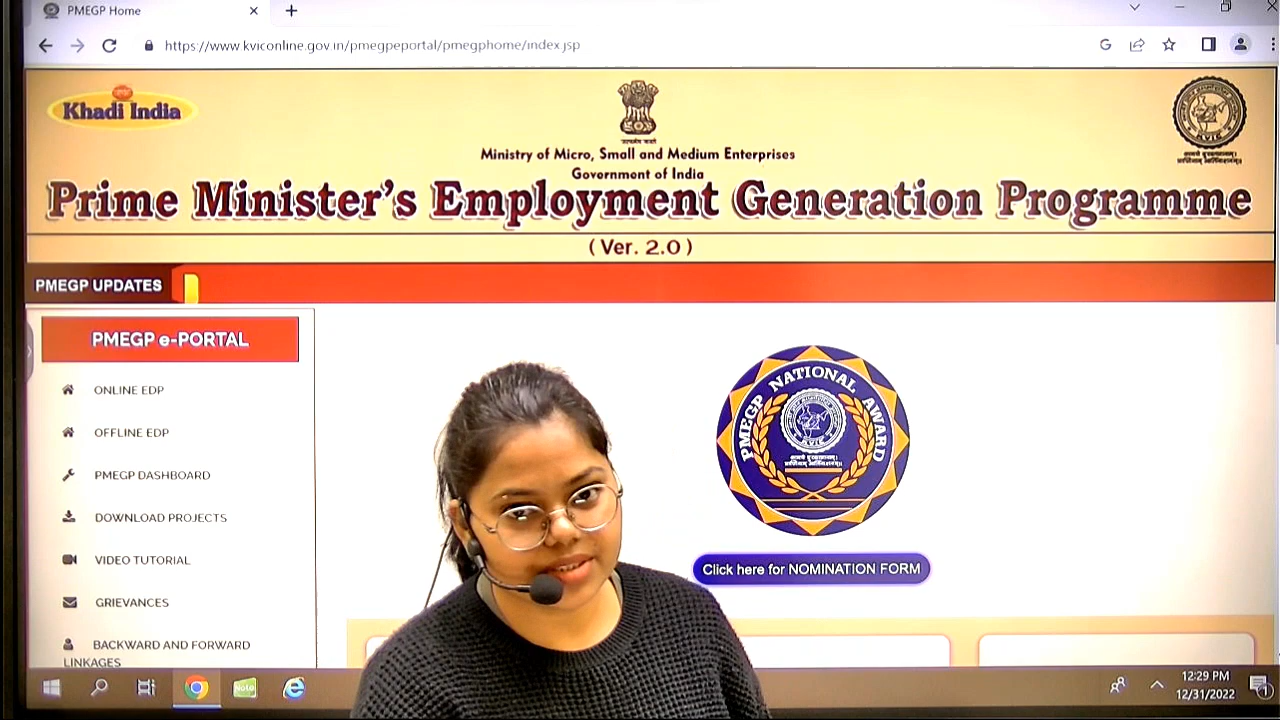 PMEGP Home
https://www.kviconline.gov.in/pmegpeportal/pmegphome/index.jsp
Khadi India
Ministry of Micro, Small and Medium Enterprises
Government of India
Prime Minister's Employment Generation Programme
( Ver. 2.0 )
PMEGP UPDATES
PMEGP e-PORTAL
ONLINE EDP
OFFLINE EDP
PMEGP DASHBOARD
DOWNLOAD PROJECTS
VIDEO TUTORIAL
GRIEVANCES
BACKWARD AND FORWARD
LINKAGES
PMEGP NATIONAL AWARD
KVIC
Click here for NOMINATION FORM
Note
12:29 PM
12/31/2022
1